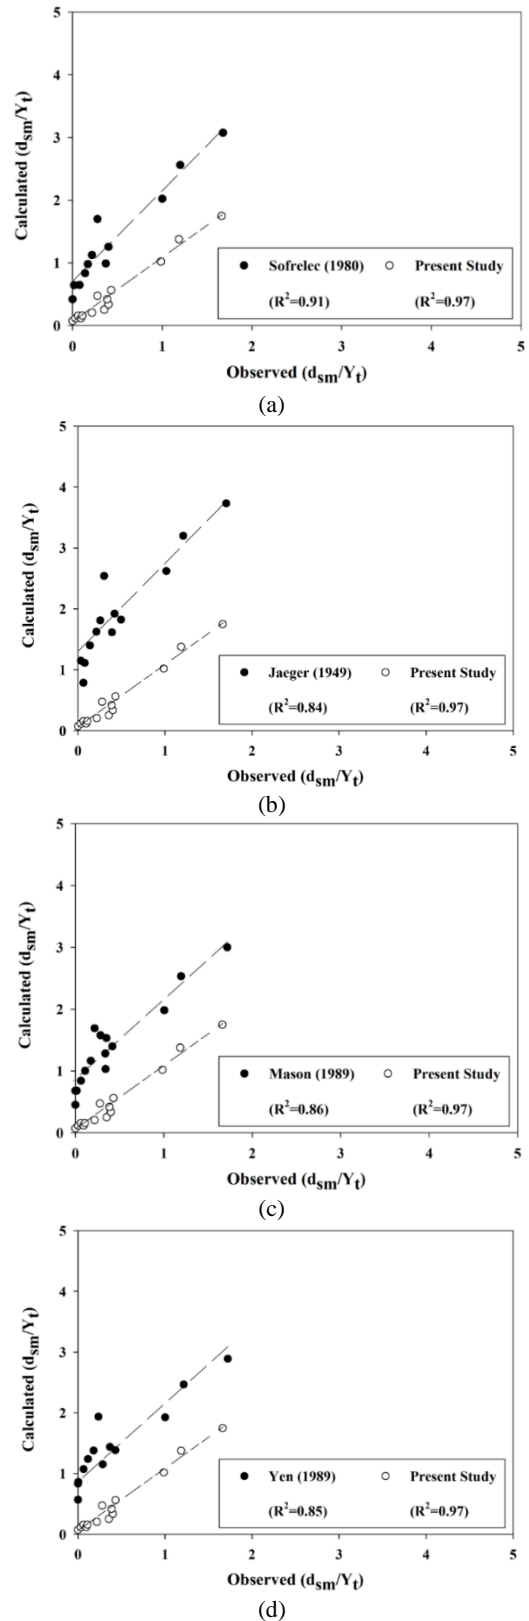 5
4
3
2
1
0
Calculated (dsm/Yt)
Sofrelec (1980) Present Study
(R²=0.91) (R²=0.97)
0 1 2 3 4 5
Observed (dsm/Yt)
(a)
5
4
3
2
1
0
Calculated (dsm/Yt)
Jaeger (1949) Present Study
(R²=0.84) (R²=0.97)
0 1 2 3 4 5
Observed (dsm/Yt)
(b)
5
4
3
2
1
0
Calculated (dsm/Yt)
Mason (1989) Present Study
(R²=0.86) (R²=0.97)
0 1 2 3 4 5
Observed (dsm/Yt)
(c)
5
4
3
2
1
0
Calculated (dsm/Yt)
Yen (1989) Present Study
(R²=0.85) (R²=0.97)
0 1 2 3 4 5
Observed (dsm/Yt)
(d)